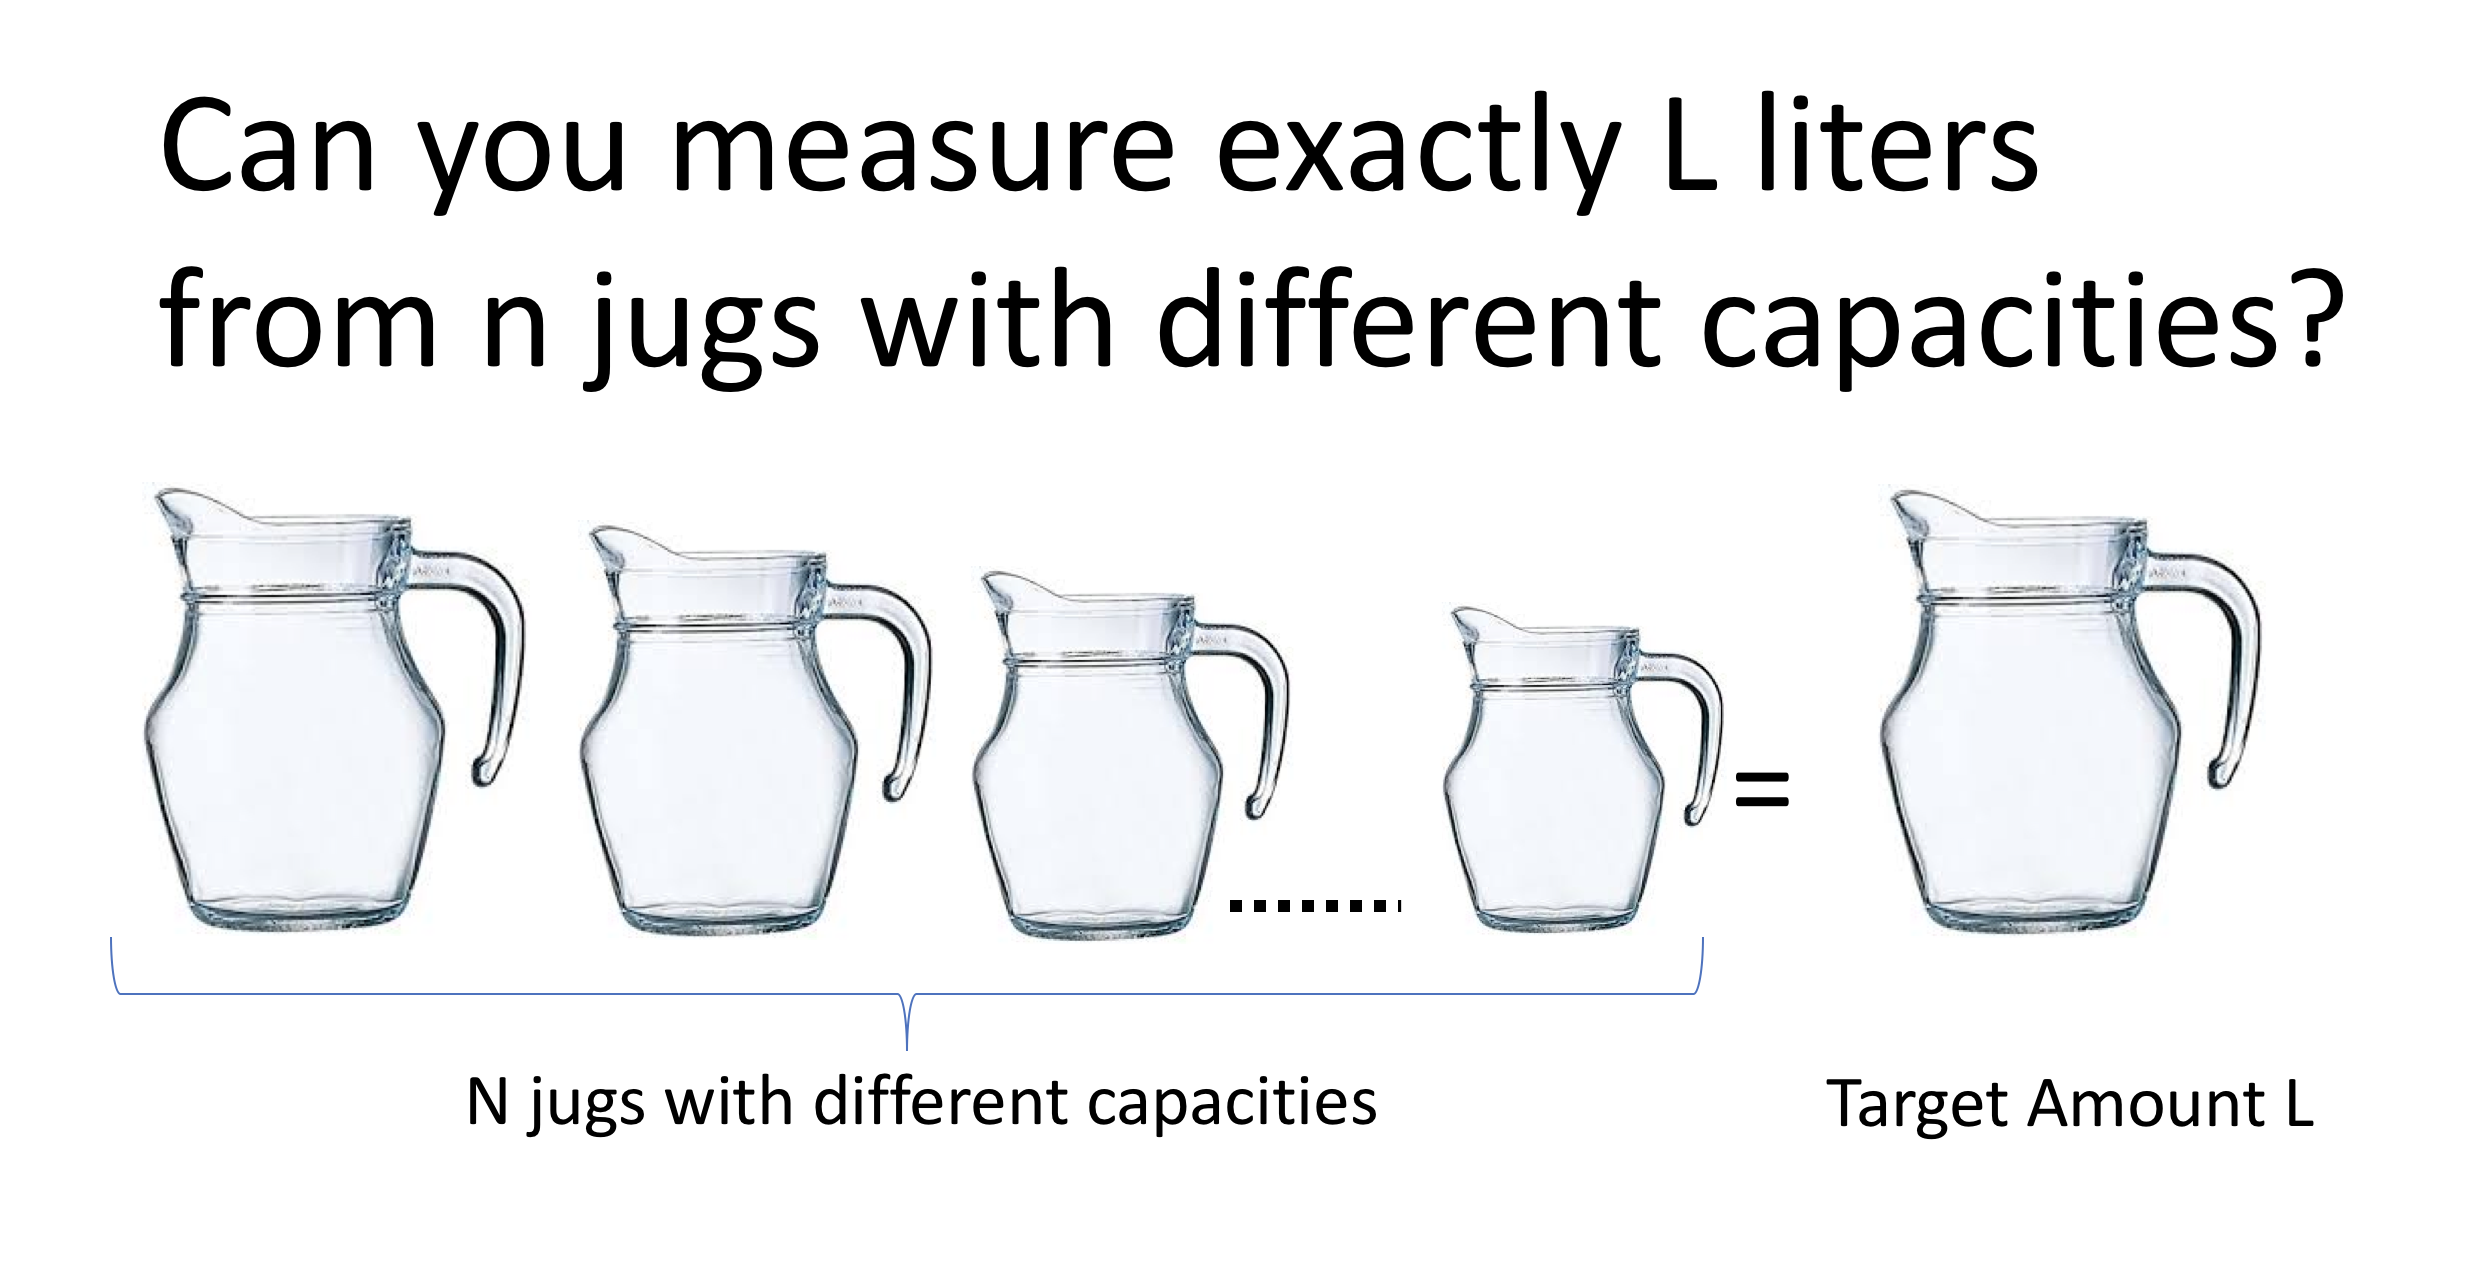 Can you measure exactly L liters
from n jugs with different capacities?
=
N jugs with different capacities
Target Amount L